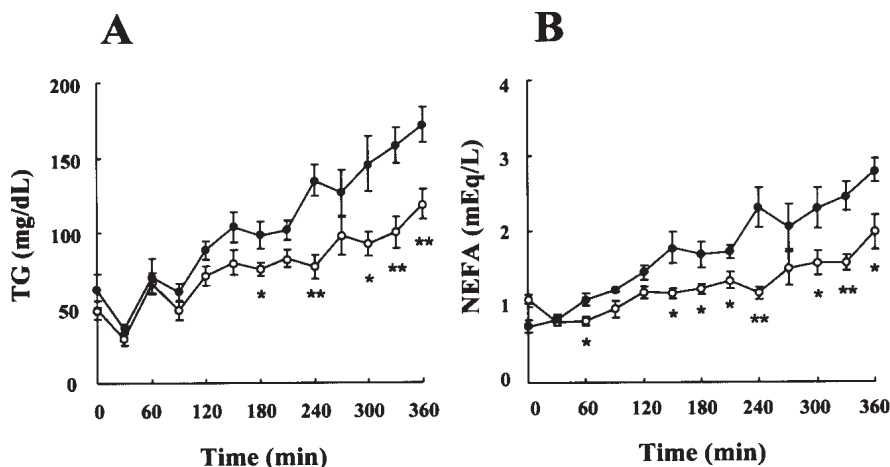 A
TG (mg/dL)
200
150
100
50
0
* ** * ** **
0 60 120 180 240 300 360
Time (min)
B
NEFA (mEq/L)
4
3
2
1
0
* * * * ** * ** *
0 60 120 180 240 300 360
Time (min)